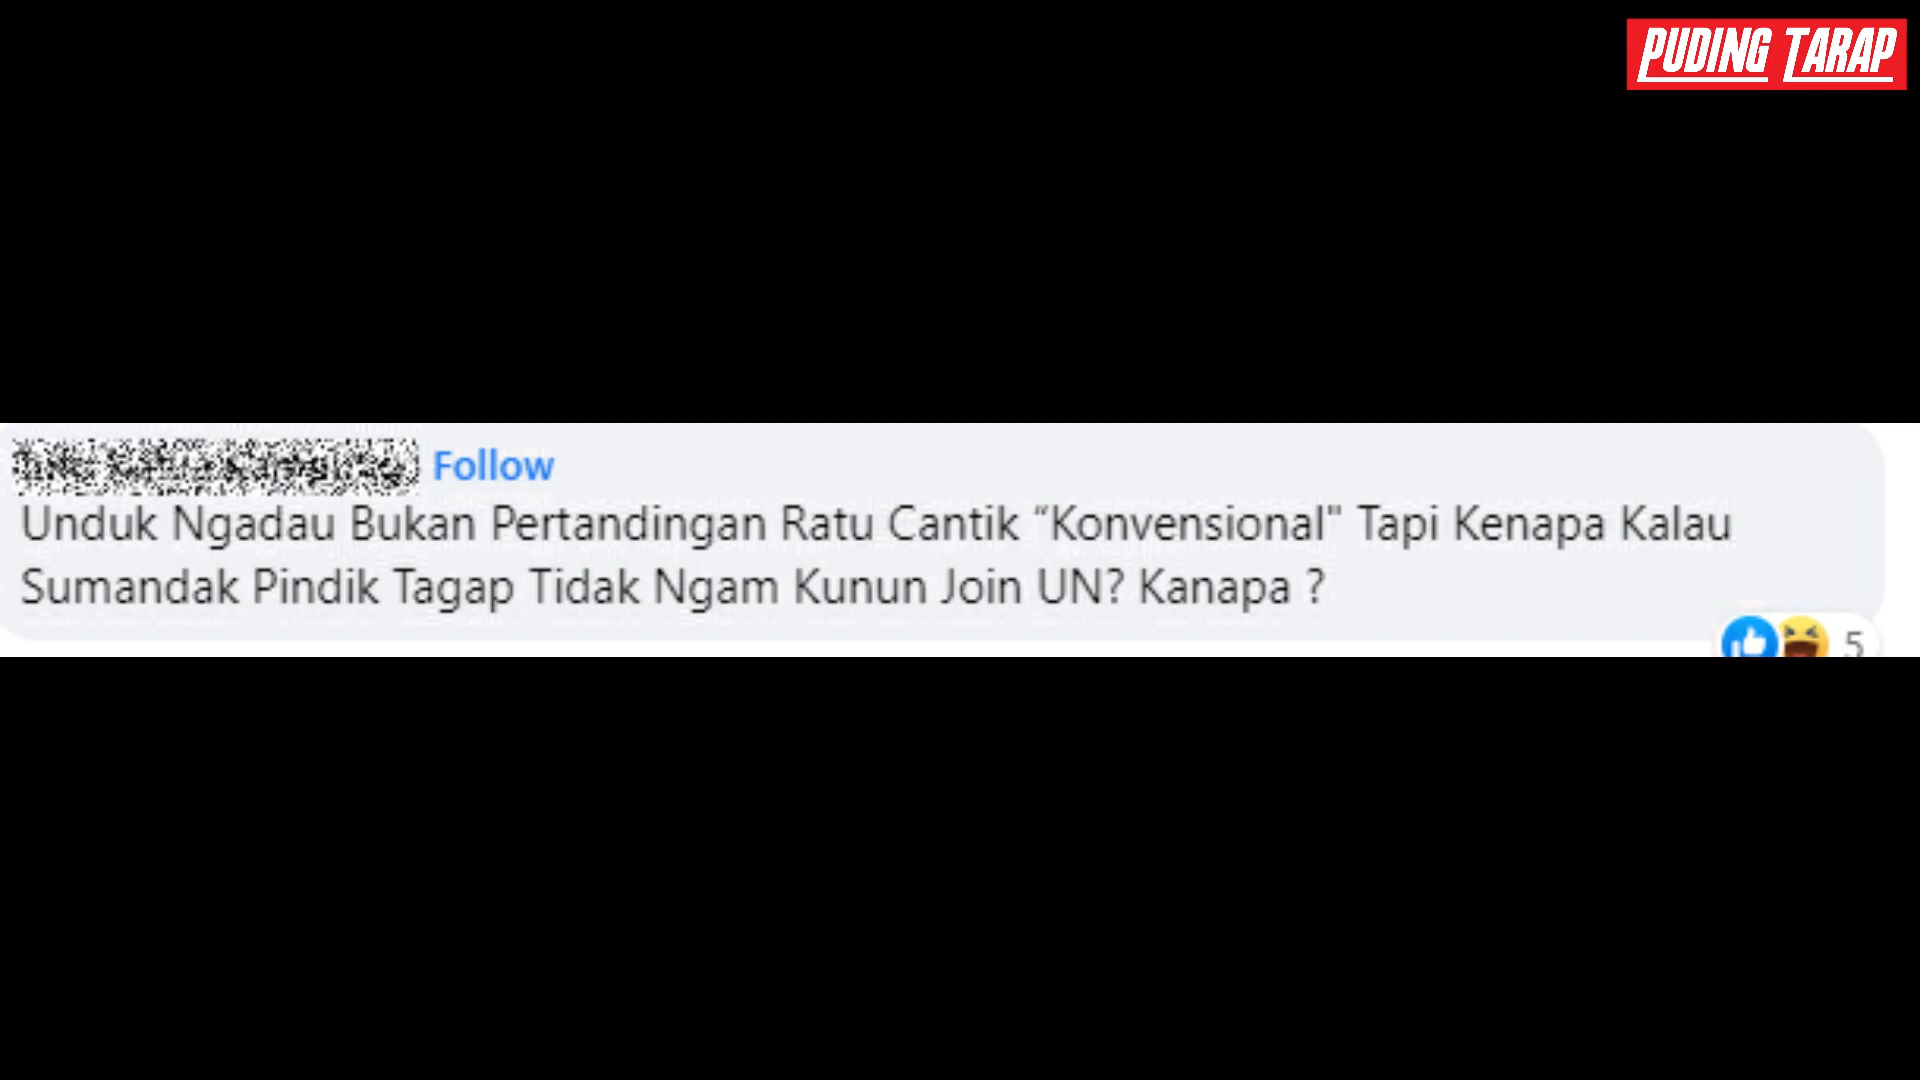 PUDING TARAP
Follow
Unduk Ngadau Bukan Pertandingan Ratu Cantik “Konvensional" Tapi Kenapa Kalau
Sumandak Pindik Tagap Tidak Ngam Kunun Join UN? Kanapa ?
5